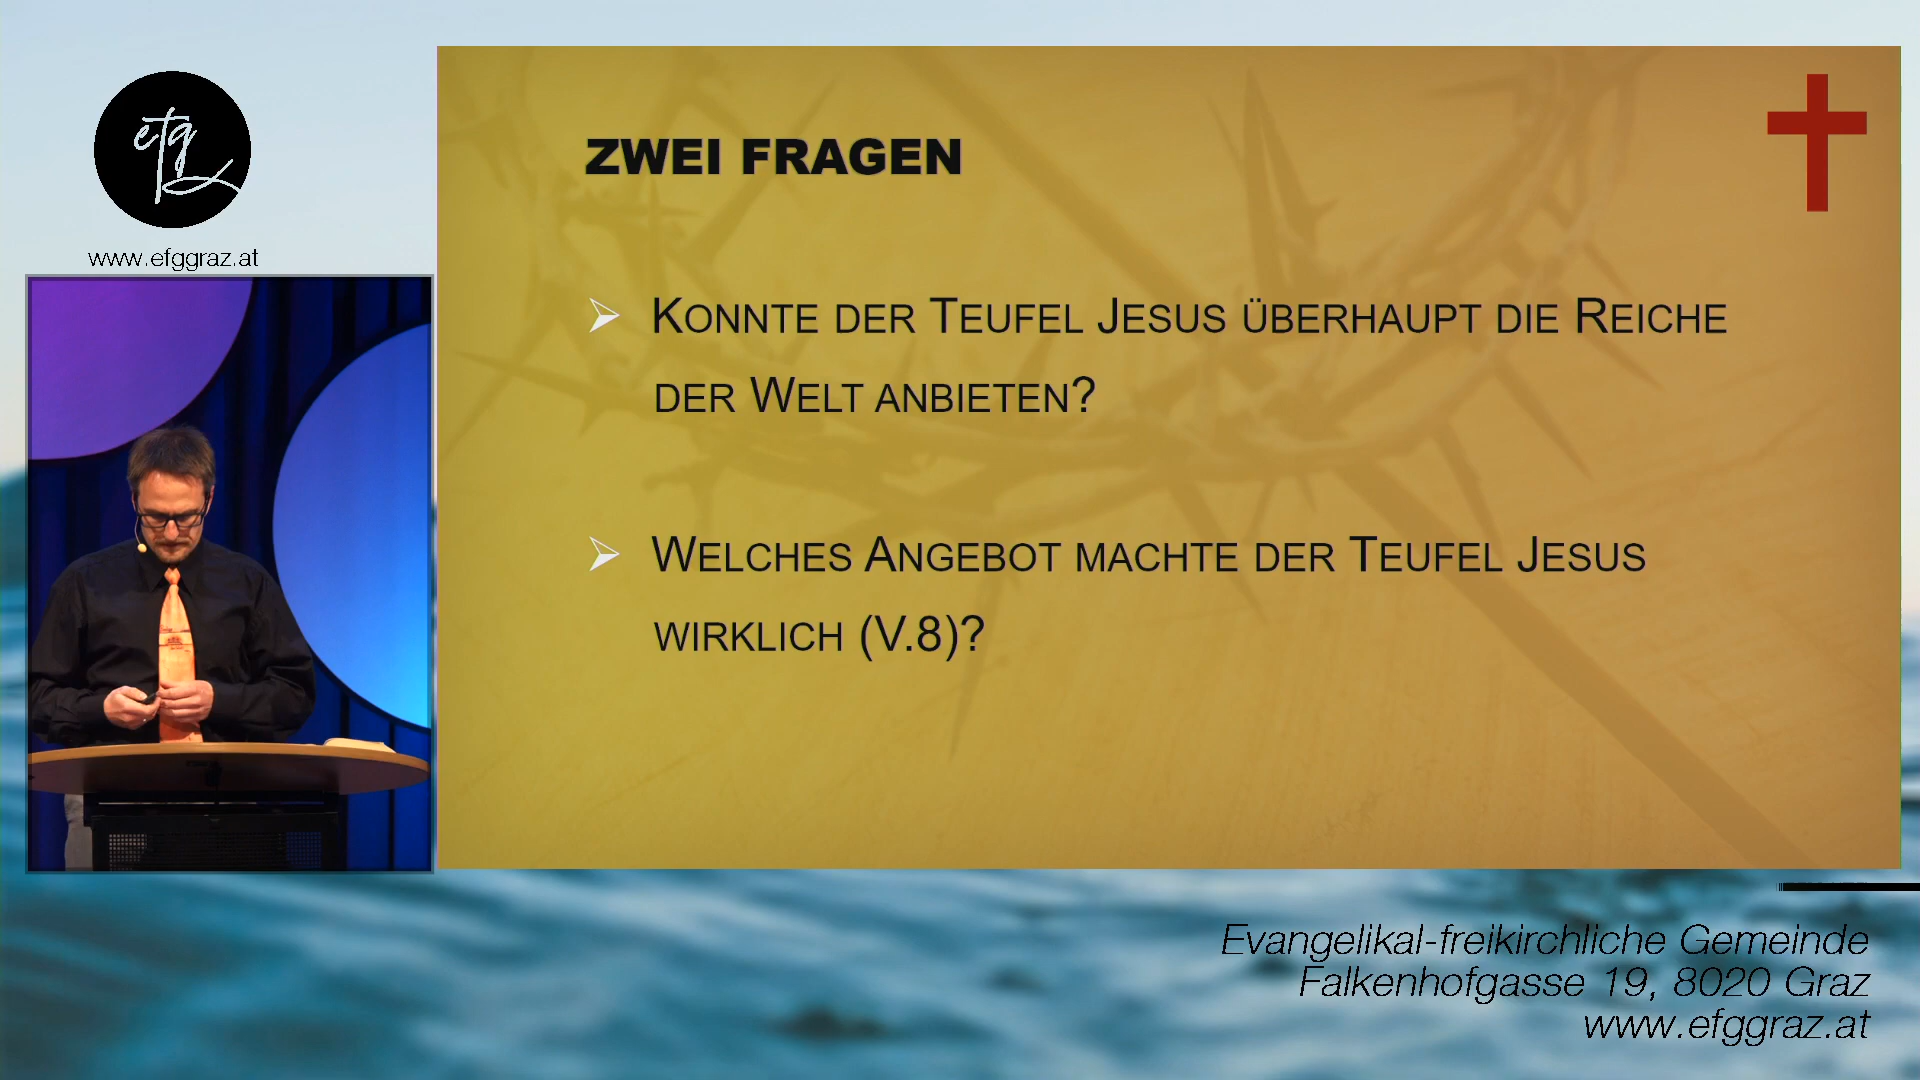 efg
www.efggraz.at
ZWEI FRAGEN
KONNTE DER TEUFEL JESUS ÜBERHAUPT DIE REICHE
DER WELT ANBIETEN?
WELCHES ANGEBOT MACHTE DER TEUFEL JESUS
WIRKLICH (V.8)?
Evangelikal-freikirchliche Gemeinde
Falkenhofgasse 19, 8020 Graz
www.efggraz.at